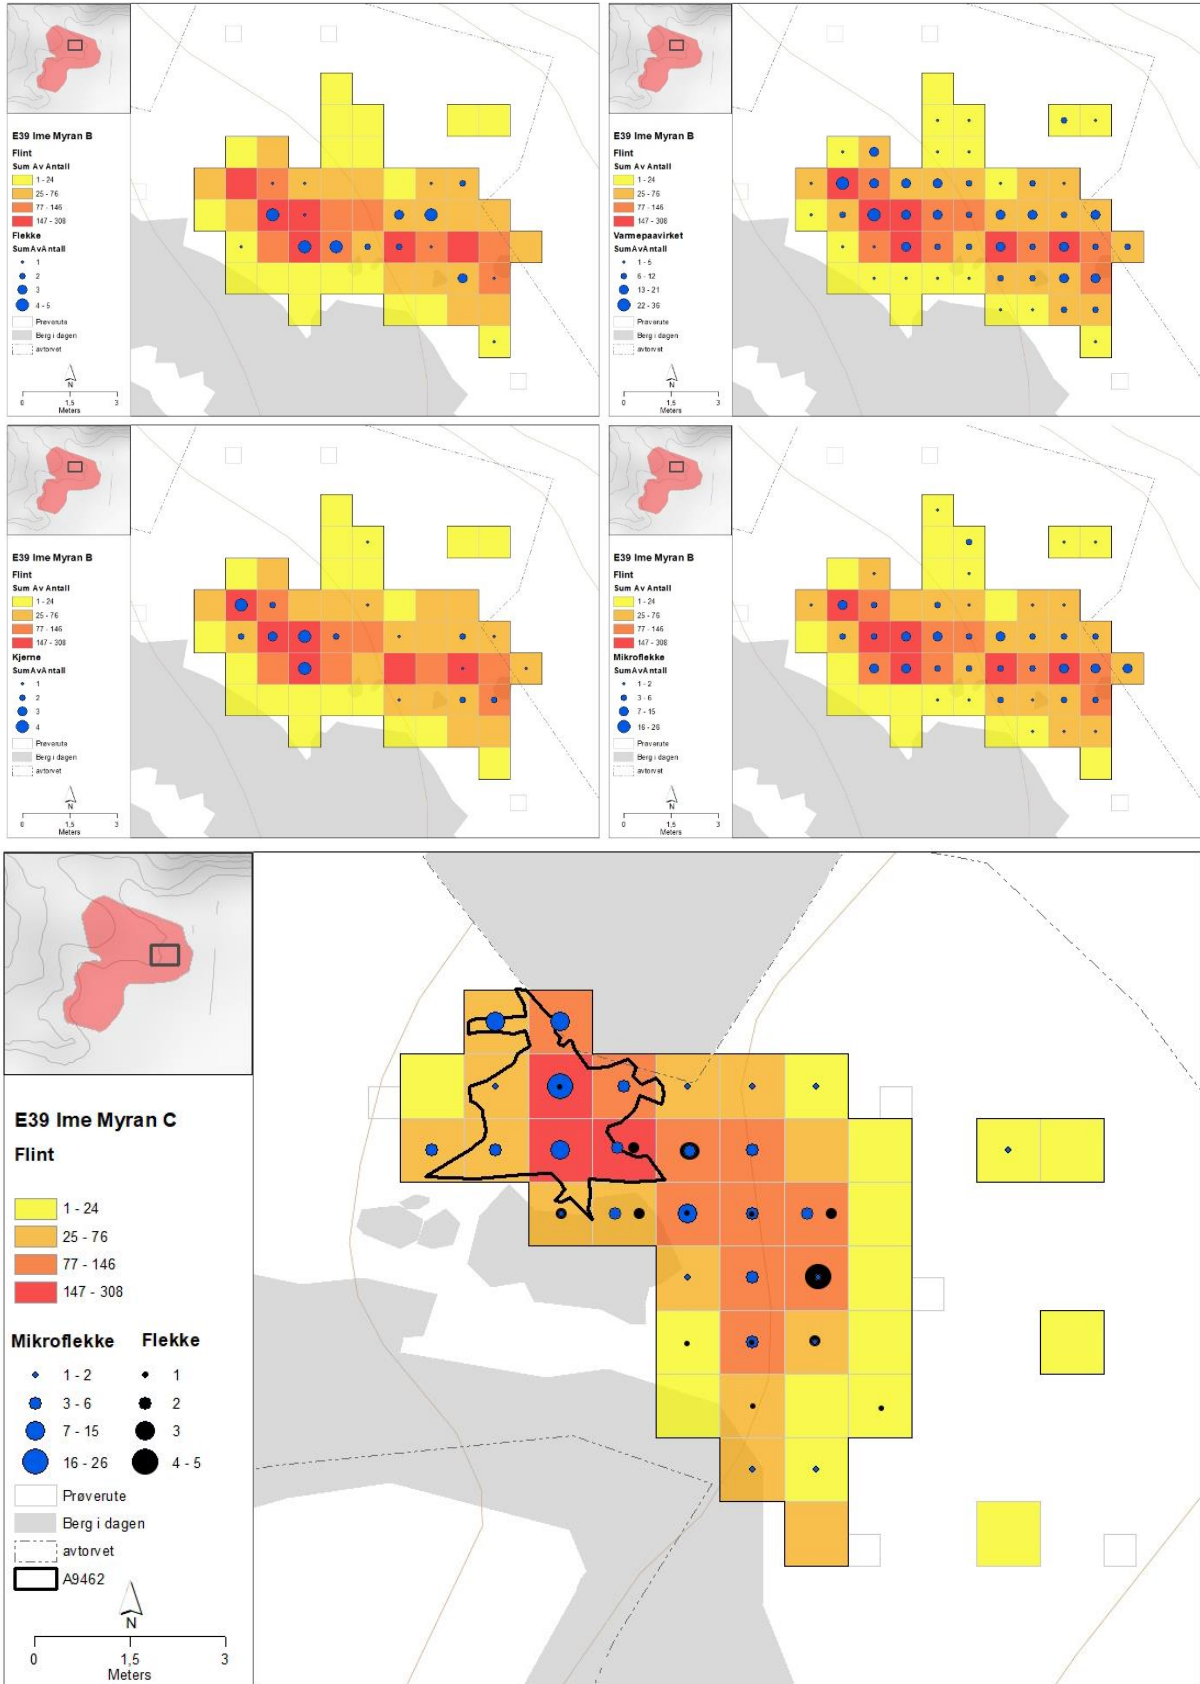 E39 Ime Myran B
Flint
Sum Av Antall
1 - 24
25 - 76
77 - 146
147 - 308
Flekke
SumAvAntall
1
2
3
4 - 5
Prøverute
Berg i dagen
avtorvet
N
0 1,5 3
Meters
E39 Ime Myran B
Flint
Sum Av Antall
1 - 24
25 - 76
77 - 146
147 - 308
Varmepaavirket
SumAvAntall
1 - 5
6 - 12
13 - 21
22 - 36
Prøverute
Berg i dagen
avtorvet
N
0 1,5 3
Meters
E39 Ime Myran B
Flint
Sum Av Antall
1 - 24
25 - 76
77 - 146
147 - 308
Kjerne
SumAvAntall
1
2
3
4
Prøverute
Berg i dagen
avtorvet
N
0 1,5 3
Meters
E39 Ime Myran B
Flint
Sum Av Antall
1 - 24
25 - 76
77 - 146
147 - 308
Mikroflekke
SumAvAntall
1 - 2
3 - 6
7 - 15
16 - 26
Prøverute
Berg i dagen
avtorvet
N
0 1,5 3
Meters
E39 Ime Myran C
Flint
1 - 24
25 - 76
77 - 146
147 - 308
Mikroflekke Flekke
1 - 2 1
3 - 6 2
7 - 15 3
16 - 26 4 - 5
Prøverute
Berg i dagen
avtorvet
A9462
N
0 1,5 3
Meters